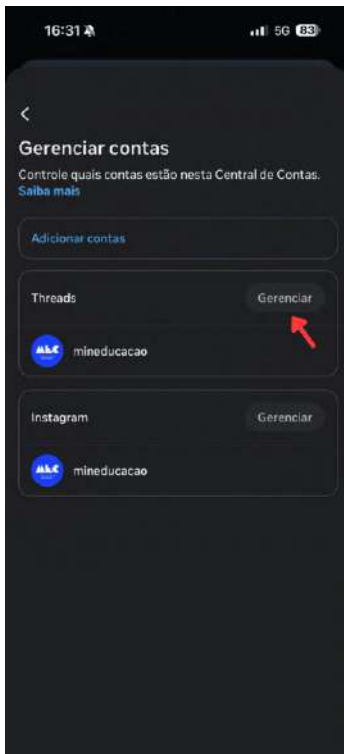 16:31 5G 83
Gerenciar contas
Controle quais contas estão nesta Central de Contas.
Saiba mais
Adicionar contas
Threads Gerenciar
mineducacao
Instagram Gerenciar
mineducacao